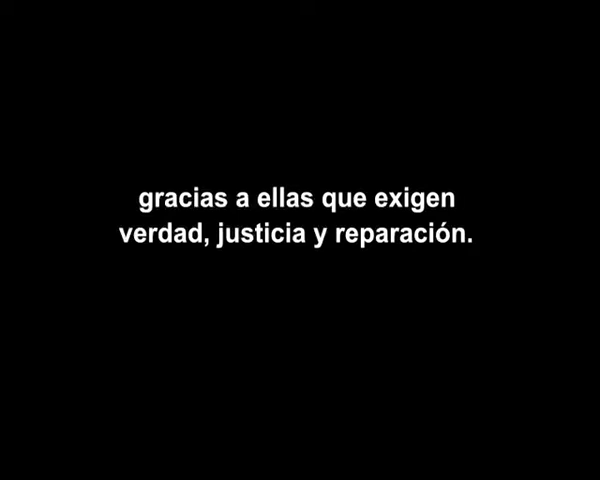 gracias a ellas que exigen
verdad, justicia y reparación.